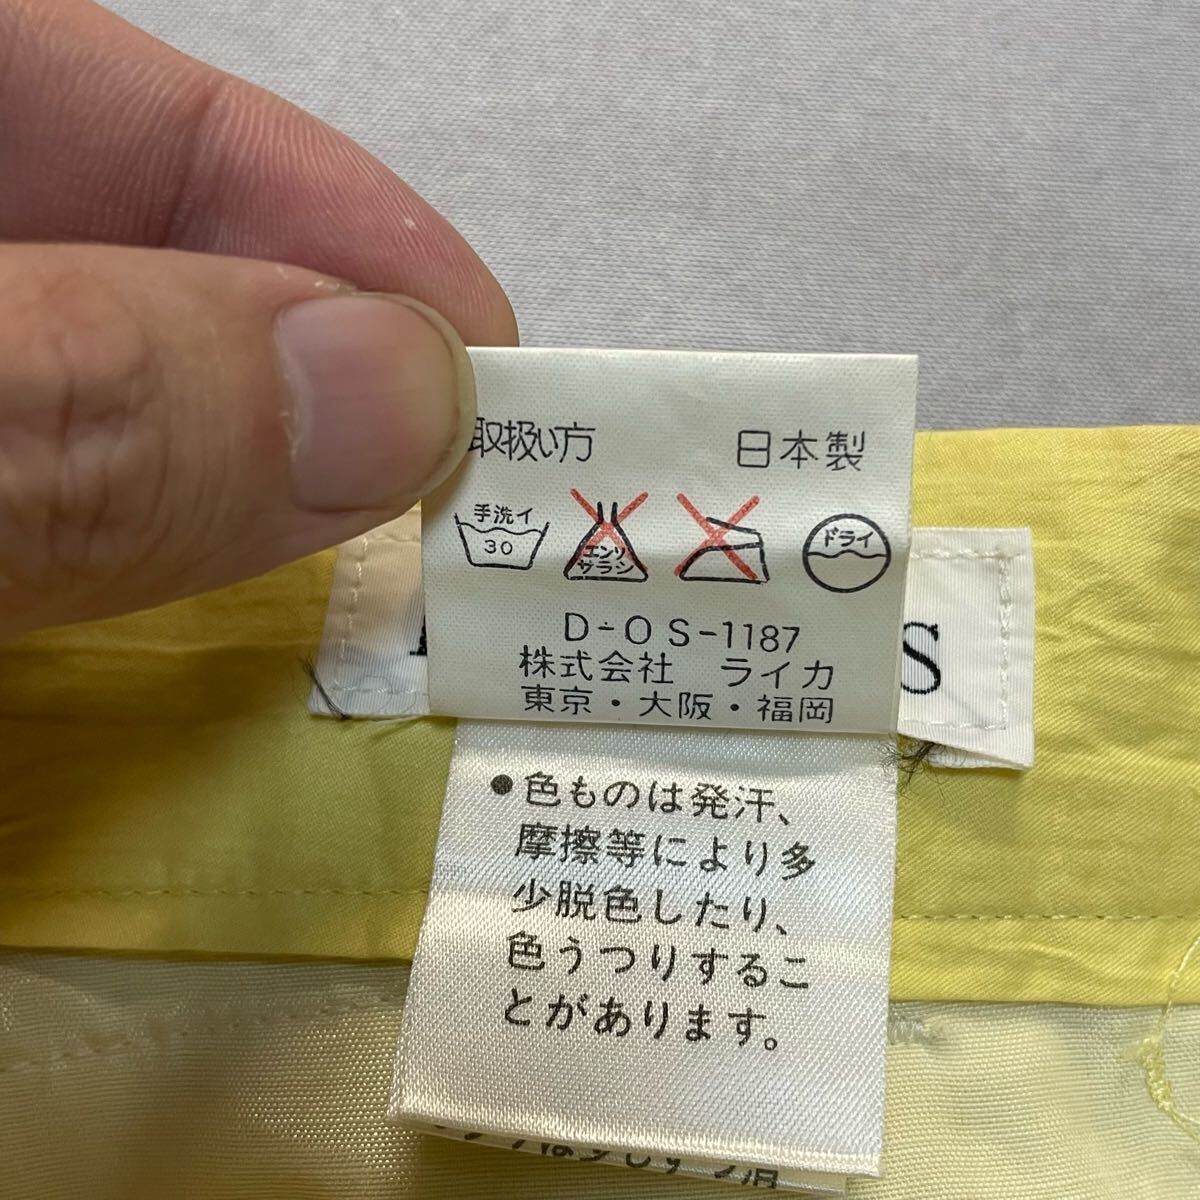 取扱い方 日本製
手洗イ エンソ ドライ
30 サラシ
D-OS-1187
株式会社 ライカ
東京・大阪・福岡
S
●色ものは発汗、
摩擦等により多
少脱色したり、
色うつりするこ
とがあります。